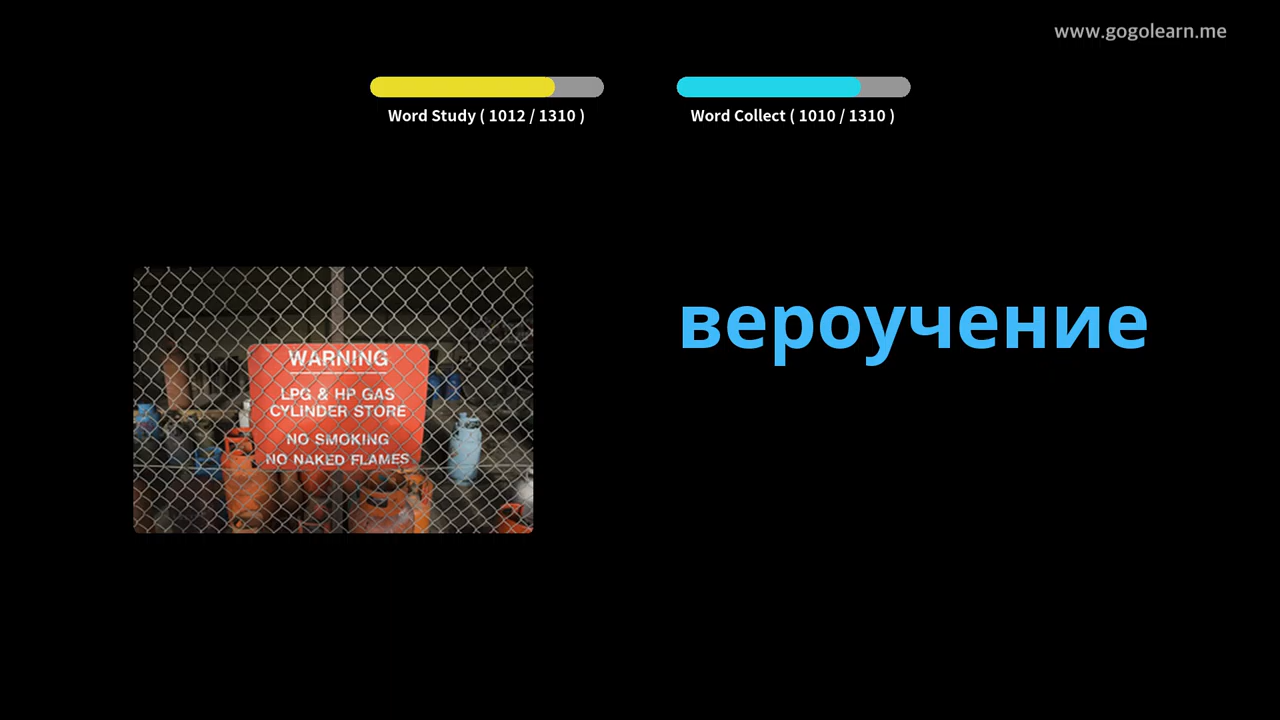 www.gogolearn.me
Word Study ( 1012 / 1310 )
Word Collect ( 1010 / 1310 )
вероучение
WARNING
LPG & HP GAS
CYLINDER STORE
NO SMOKING
NO NAKED FLAMES